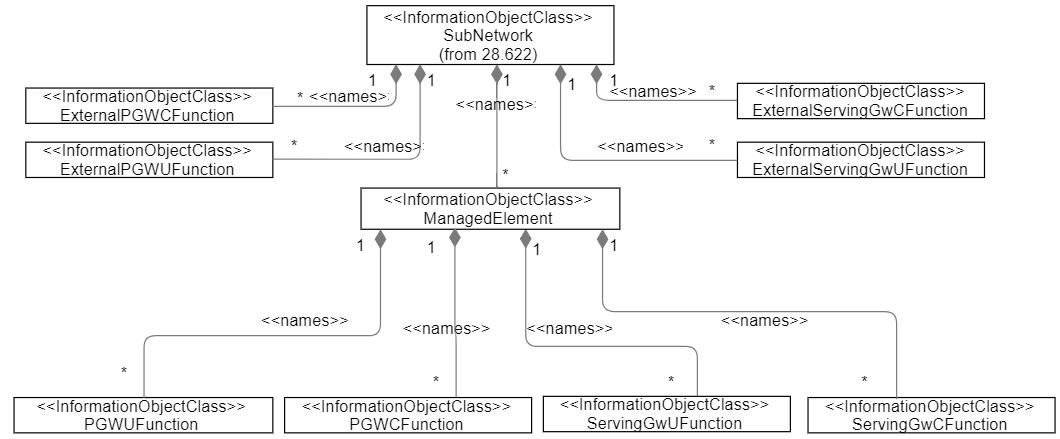 <<InformationObjectClass>>
SubNetwork
(from 28.622)
1
1
1
1
1
<<InformationObjectClass>>
ExternalPGWCFunction
* <<names>>
<<names>>
<<names>> *
<<InformationObjectClass>>
ExternalServingGwCFunction
<<InformationObjectClass>>
ExternalPGWUFunction
* <<names>>
<<names>> *
<<InformationObjectClass>>
ExternalServingGwUFunction
*
<<InformationObjectClass>>
ManagedElement
1
1
1
1
<<names>>
<<names>>
<<names>>
<<names>>
*
*
*
*
<<InformationObjectClass>>
PGWUFunction
<<InformationObjectClass>>
PGWCFunction
<<InformationObjectClass>>
ServingGwUFunction
<<InformationObjectClass>>
ServingGwCFunction